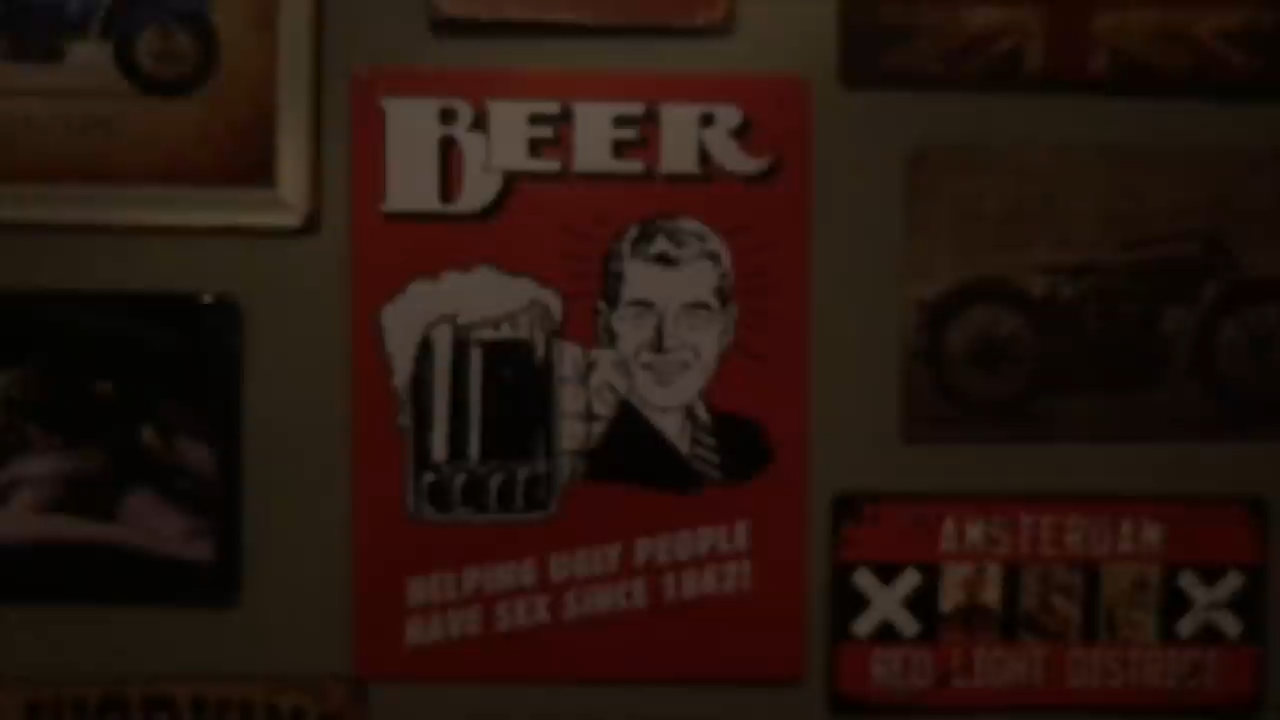 BEER
HELPING UGLY PEOPLE
HAVE SEX SINCE 1862!
AMSTERDAM
RED LIGHT DISTRICT